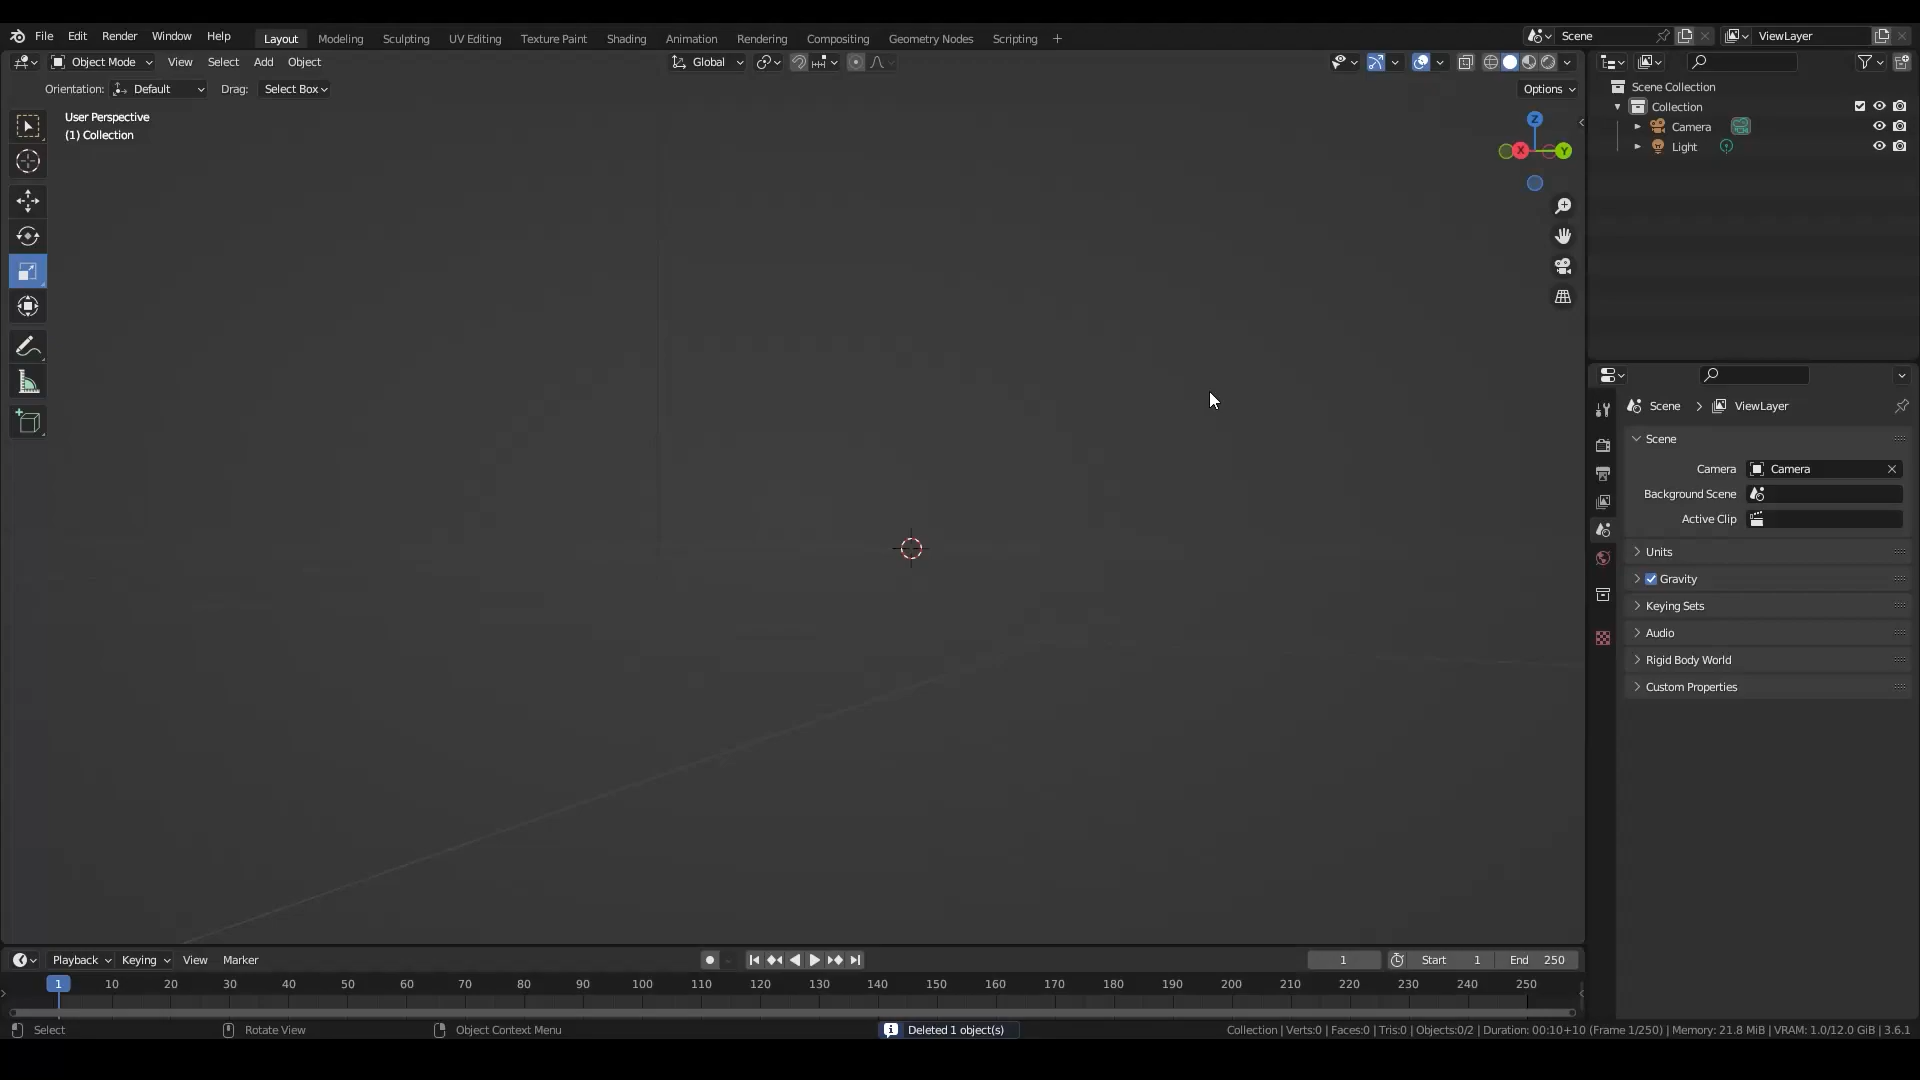 File Edit Render Window Help Layout Modeling Sculpting UV Editing Texture Paint Shading Animation Rendering Compositing Geometry Nodes Scripting + Scene ViewLayer
Object Mode View Select Add Object Global
Orientation: Default Drag: Select Box Options
User Perspective
(1) Collection
Z
X Y
Scene Collection
Collection
Camera
Light
Scene > ViewLayer
Scene
Camera Camera
Background Scene
Active Clip
Units
Gravity
Keying Sets
Audio
Rigid Body World
Custom Properties
Playback Keying View Marker 1 Start 1 End 250
1 10 20 30 40 50 60 70 80 90 100 110 120 130 140 150 160 170 180 190 200 210 220 230 240 250
Select Rotate View Object Context Menu Deleted 1 object(s) Collection | Verts:0 | Faces:0 | Tris:0 | Objects:0/2 | Duration: 00:10+10 (Frame 1/250) | Memory: 21.8 MiB | VRAM: 1.0/12.0 GiB | 3.6.1